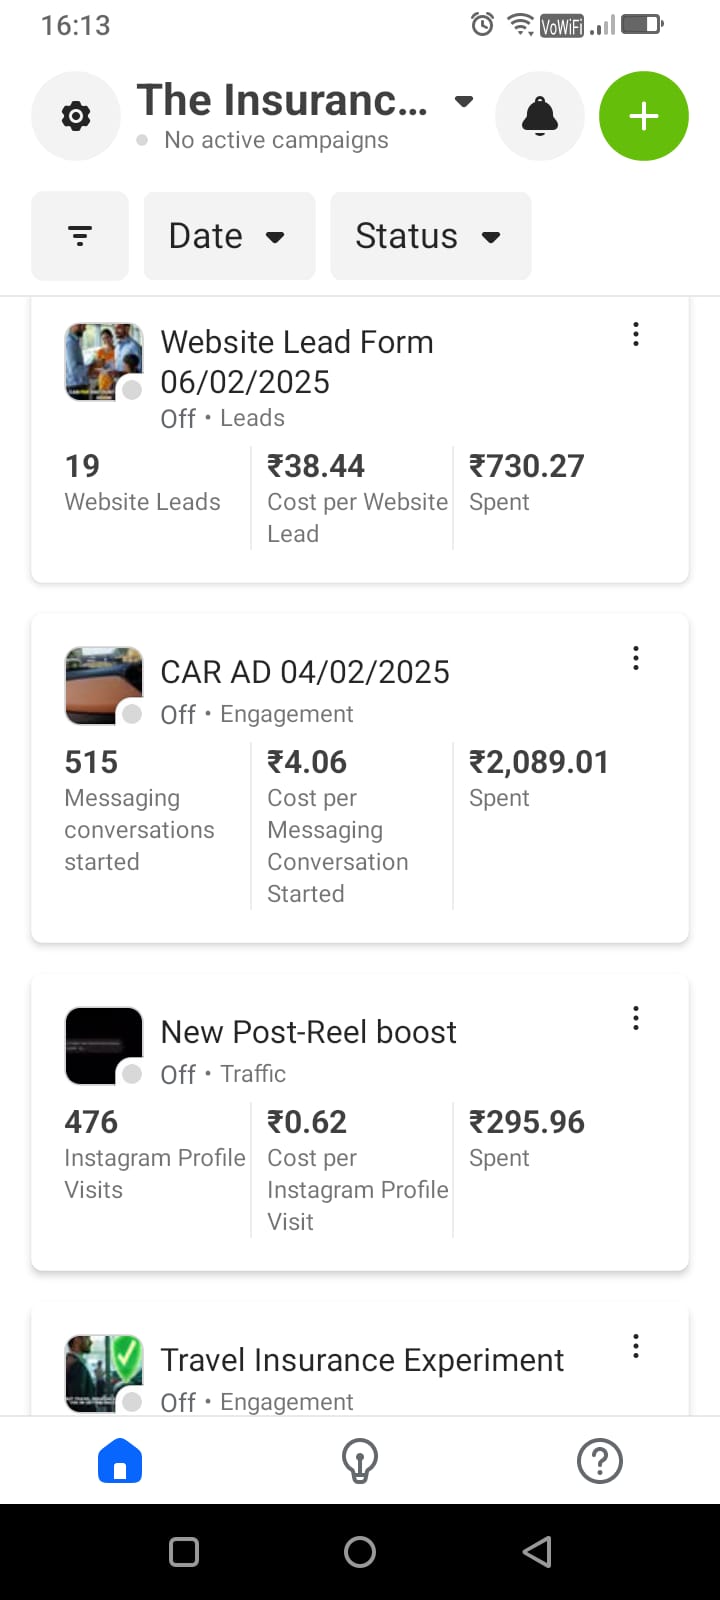 16:13
VoWiFi
The Insuranc...
No active campaigns
Date
Status
Website Lead Form
06/02/2025
Off • Leads
19
Website Leads
₹38.44
Cost per Website
Lead
₹730.27
Spent
CAR AD 04/02/2025
Off • Engagement
515
Messaging
conversations
started
₹4.06
Cost per
Messaging
Conversation
Started
₹2,089.01
Spent
New Post-Reel boost
Off • Traffic
476
Instagram Profile
Visits
₹0.62
Cost per
Instagram Profile
Visit
₹295.96
Spent
Travel Insurance Experiment
Off • Engagement